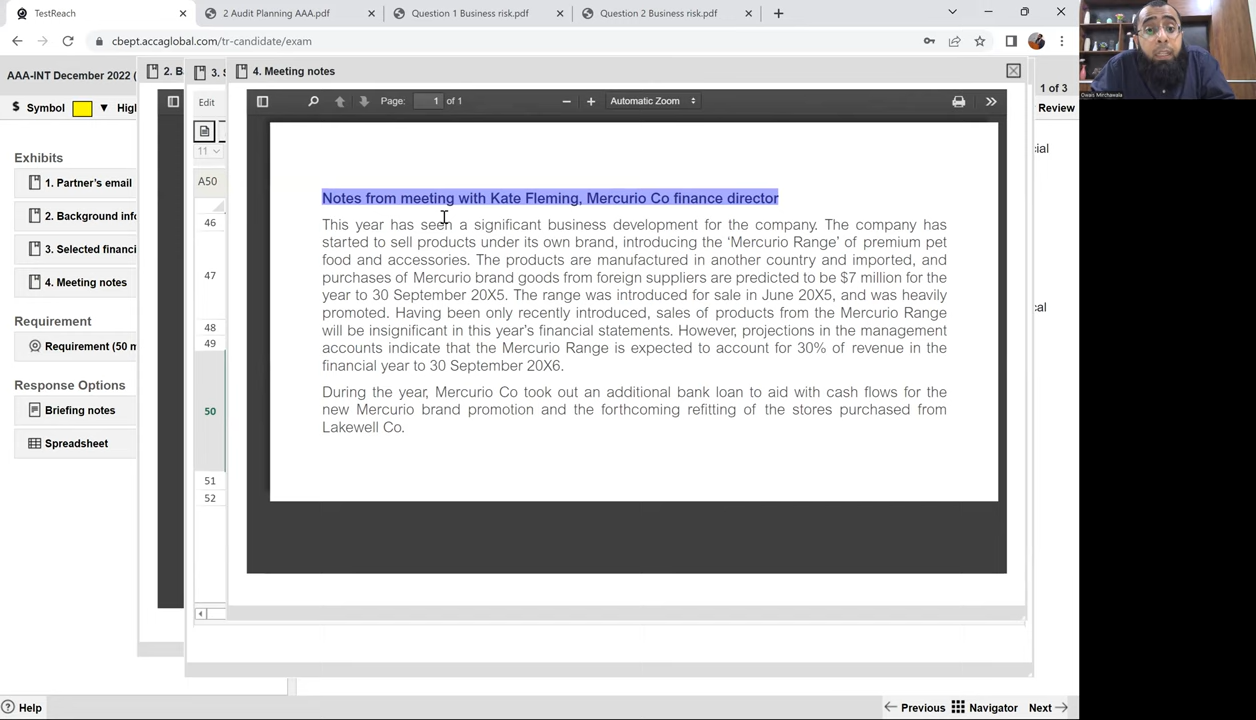 TestReach
2 Audit Planning AAA.pdf
Question 1 Business risk.pdf
Question 2 Business risk.pdf
cbept.accaglobal.com/tr-candidate/exam
AAA-INT December 2022 (
2. B
3. S
4. Meeting notes
1 of 3
$ Symbol
High
Edit
Page: 1 of 1
Automatic Zoom
Review
11
A50
Exhibits
1. Partner's email
2. Background info
3. Selected financi
4. Meeting notes
Requirement
Requirement (50 m
Response Options
Briefing notes
Spreadsheet
46
47
48
49
50
51
52
Notes from meeting with Kate Fleming, Mercurio Co finance director
This year has seen a significant business development for the company. The company has
started to sell products under its own brand, introducing the 'Mercurio Range' of premium pet
food and accessories. The products are manufactured in another country and imported, and
purchases of Mercurio brand goods from foreign suppliers are predicted to be $7 million for the
year to 30 September 20X5. The range was introduced for sale in June 20X5, and was heavily
promoted. Having been only recently introduced, sales of products from the Mercurio Range
will be insignificant in this year's financial statements. However, projections in the management
accounts indicate that the Mercurio Range is expected to account for 30% of revenue in the
financial year to 30 September 20X6.
During the year, Mercurio Co took out an additional bank loan to aid with cash flows for the
new Mercurio brand promotion and the forthcoming refitting of the stores purchased from
Lakewell Co.
ial
cal
Owais Mirchawala
Help
Previous
Navigator
Next